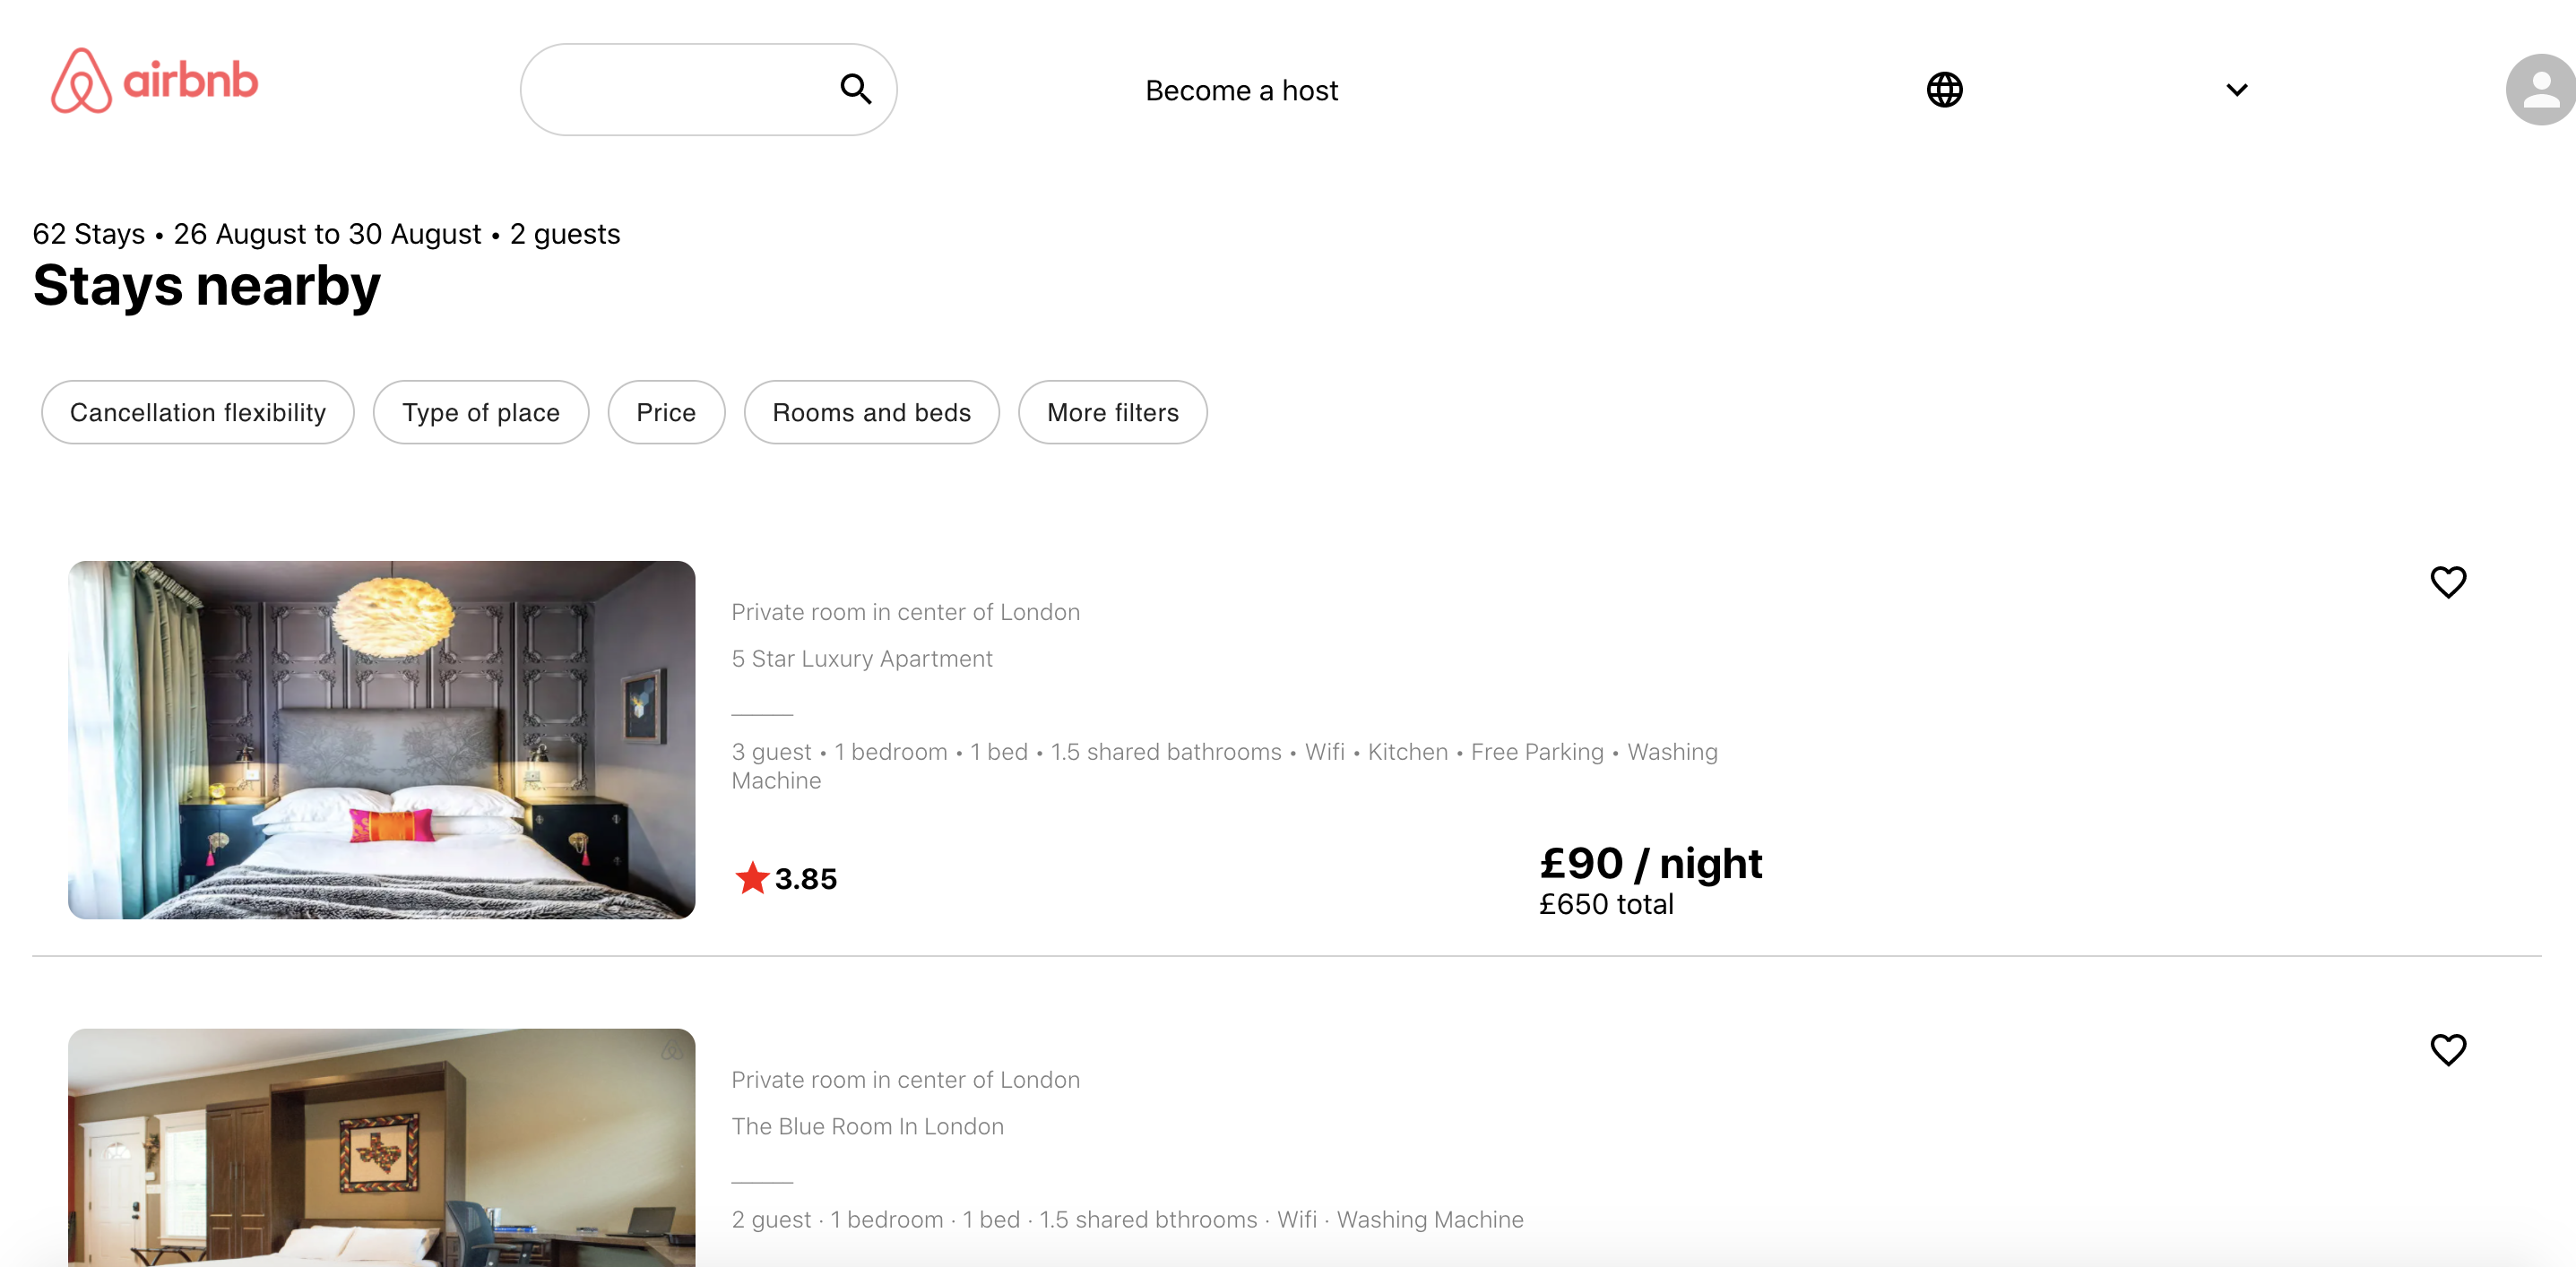 airbnb
Become a host
62 Stays • 26 August to 30 August • 2 guests
Stays nearby
Cancellation flexibility
Type of place
Price
Rooms and beds
More filters
Private room in center of London
5 Star Luxury Apartment
3 guest • 1 bedroom • 1 bed • 1.5 shared bathrooms • Wifi • Kitchen • Free Parking • Washing
Machine
3.85
£90 / night
£650 total
Private room in center of London
The Blue Room In London
2 guest · 1 bedroom · 1 bed · 1.5 shared bthrooms · Wifi · Washing Machine